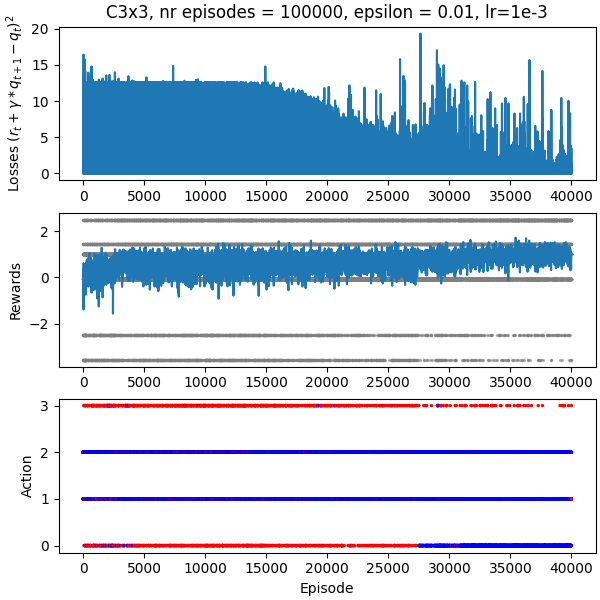 C3x3, nr episodes = 100000, epsilon = 0.01, lr=1e-3
Losses $(r_t + \gamma * q_{t+1} - q_t)^2$
20
15
10
5
0
0 5000 10000 15000 20000 25000 30000 35000 40000
Rewards
2
0
−2
0 5000 10000 15000 20000 25000 30000 35000 40000
Action
3
2
1
0
0 5000 10000 15000 20000 25000 30000 35000 40000
Episode